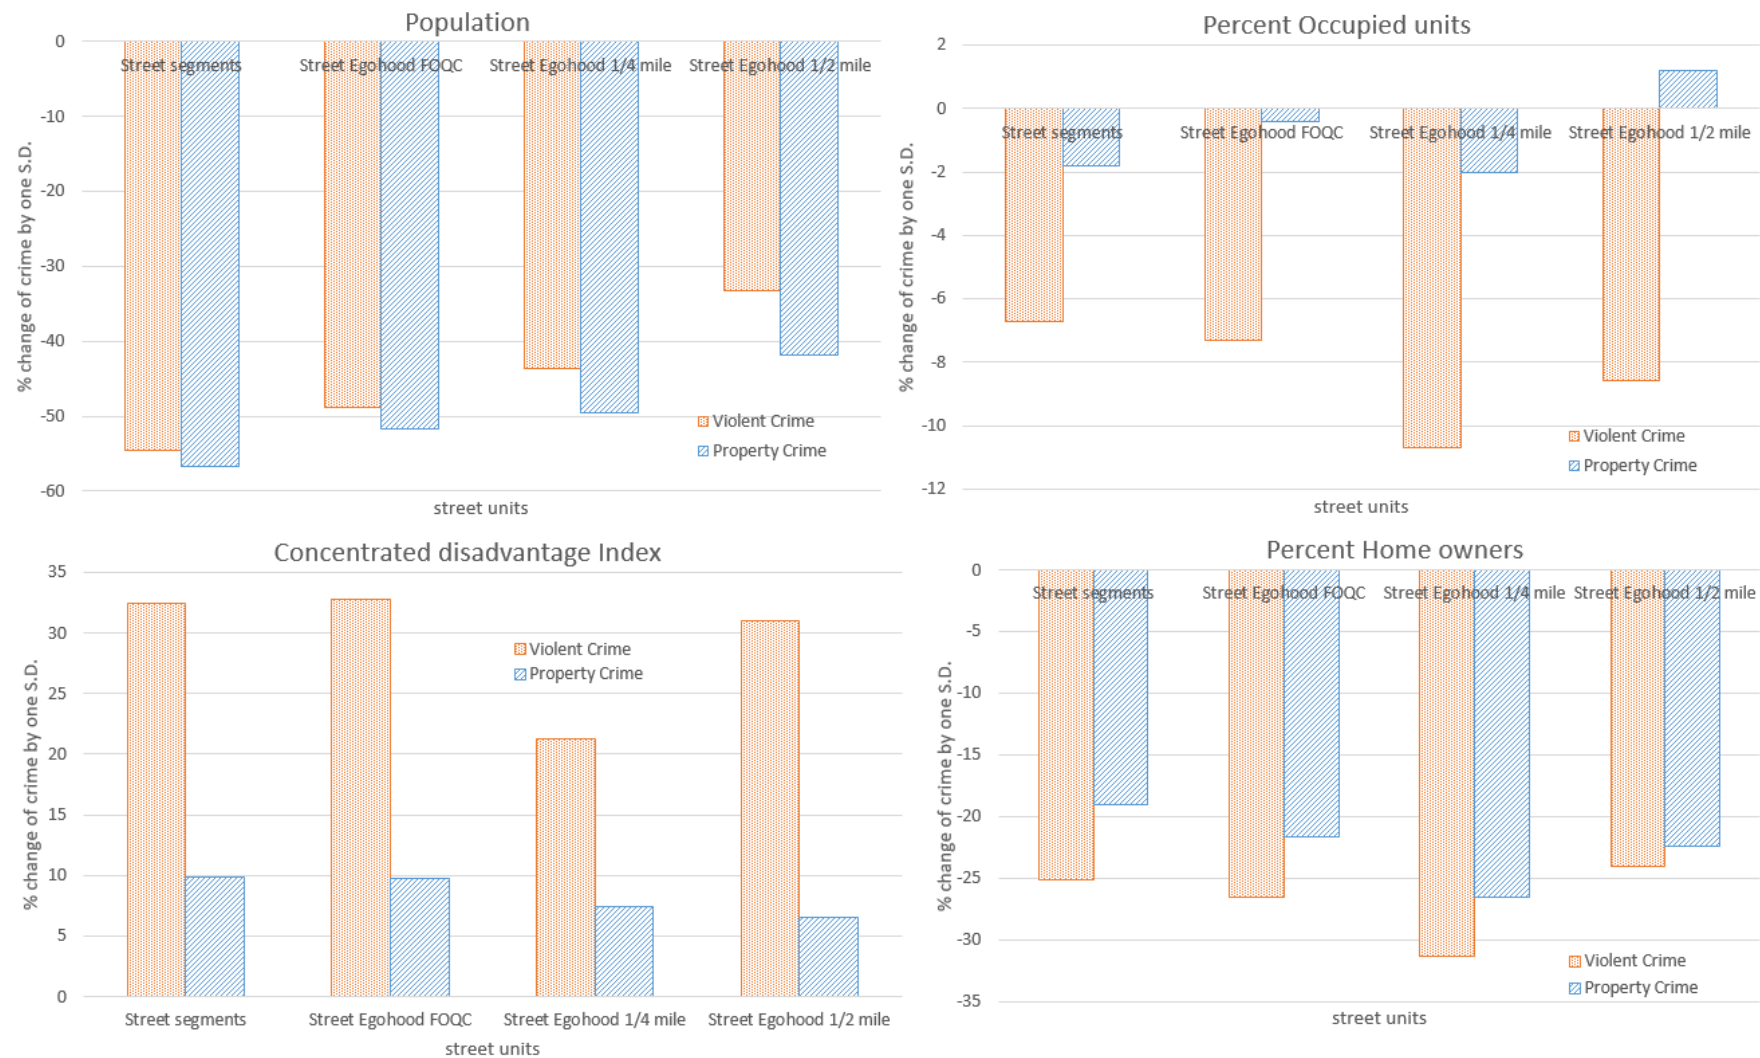 Population
0
-10
-20
-30
-40
-50
-60
% change of crime by one S.D.
Street segments
Street Egohood FOQC
Street Egohood 1/4 mile
Street Egohood 1/2 mile
Violent Crime
Property Crime
street units
Percent Occupied units
2
0
-2
-4
-6
-8
-10
-12
% change of crime by one S.D.
Street segments
Street Egohood FOQC
Street Egohood 1/4 mile
Street Egohood 1/2 mile
Violent Crime
Property Crime
street units
Concentrated disadvantage Index
35
30
25
20
15
10
5
0
% change of crime by one S.D.
Violent Crime
Property Crime
Street segments
Street Egohood FOQC
Street Egohood 1/4 mile
Street Egohood 1/2 mile
street units
Percent Home owners
0
-5
-10
-15
-20
-25
-30
-35
% change of crime by one S.D.
Street segments
Street Egohood FOQC
Street Egohood 1/4 mile
Street Egohood 1/2 mile
Violent Crime
Property Crime
street units